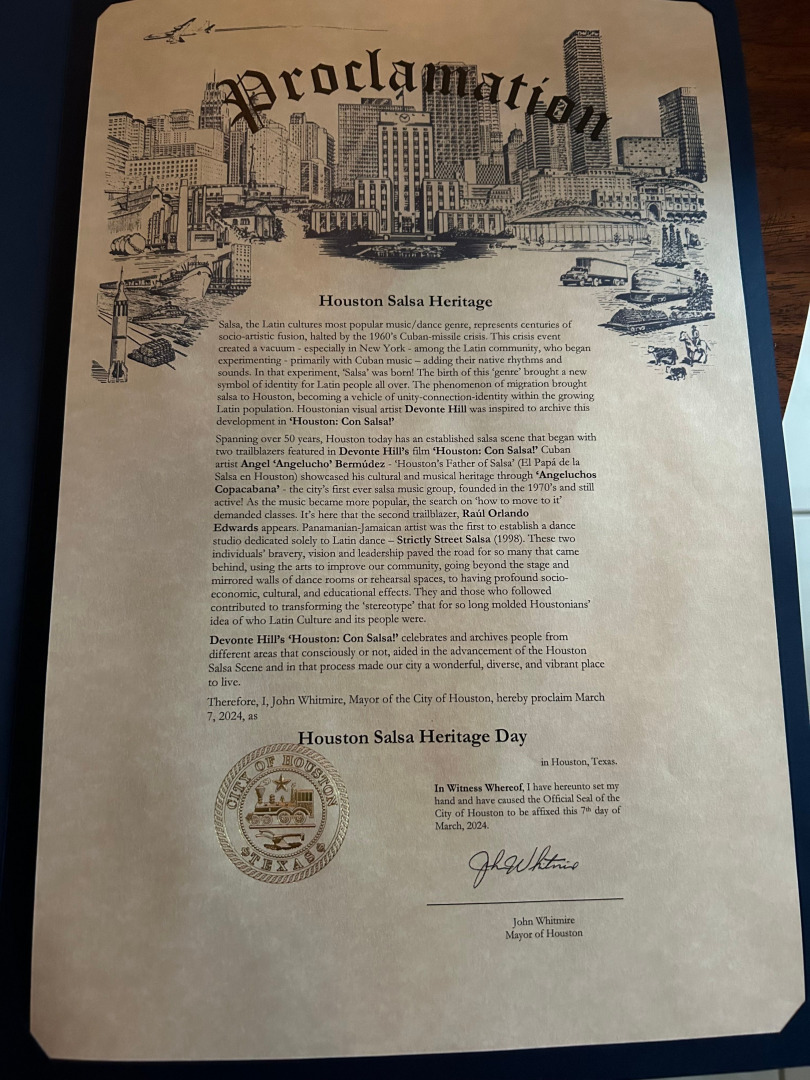 Proclamation
Houston Salsa Heritage
Salsa, the Latin cultures most popular music/dance genre, represents centuries of
socio-artistic fusion, halted by the 1960's Cuban-missile crisis. This crisis event
created a vacuum - especially in New York - among the Latin community, who began
experimenting - primarily with Cuban music – adding their native rhythms and
sounds. In that experiment, 'Salsa' was born! The birth of this 'genre' brought a new
symbol of identity for Latin people all over. The phenomenon of migration brought
salsa to Houston, becoming a vehicle of unity-connection-identity within the growing
Latin population. Houstonian visual artist Devonte Hill was inspired to archive this
development in 'Houston: Con Salsa!'
Spanning over 50 years, Houston today has an established salsa scene that began with
two trailblazers featured in Devonte Hill's film 'Houston: Con Salsa!' Cuban
artist Angel 'Angelucho' Bermúdez - 'Houston's Father of Salsa' (El Papá de la
Salsa en Houston) showcased his cultural and musical heritage through 'Angeluchos
Copacabana' - the city's first ever salsa music group, founded in the 1970's and still
active! As the music became more popular, the search on 'how to move to it'
demanded classes. It's here that the second trailblazer, Raúl Orlando
Edwards appears. Panamanian-Jamaican artist was the first to establish a dance
studio dedicated solely to Latin dance – Strictly Street Salsa (1998). These two
individuals' bravery, vision and leadership paved the road for so many that came
behind, using the arts to improve our community, going beyond the stage and
mirrored walls of dance rooms or rehearsal spaces, to having profound socio-
economic, cultural, and educational effects. They and those who followed
contributed to transforming the 'stereotype' that for so long molded Houstonians'
idea of who Latin Culture and its people were.
Devonte Hill's 'Houston: Con Salsa!' celebrates and archives people from
different areas that consciously or not, aided in the advancement of the Houston
Salsa Scene and in that process made our city a wonderful, diverse, and vibrant place
to live.
Therefore, I, John Whitmire, Mayor of the City of Houston, hereby proclaim March
7, 2024, as
Houston Salsa Heritage Day
in Houston, Texas.
CITY OF HOUSTON
TEXAS
In Witness Whereof, I have hereunto set my
hand and have caused the Official Seal of the
City of Houston to be affixed this 7th day of
March, 2024.
John Whitmire
John Whitmire
Mayor of Houston